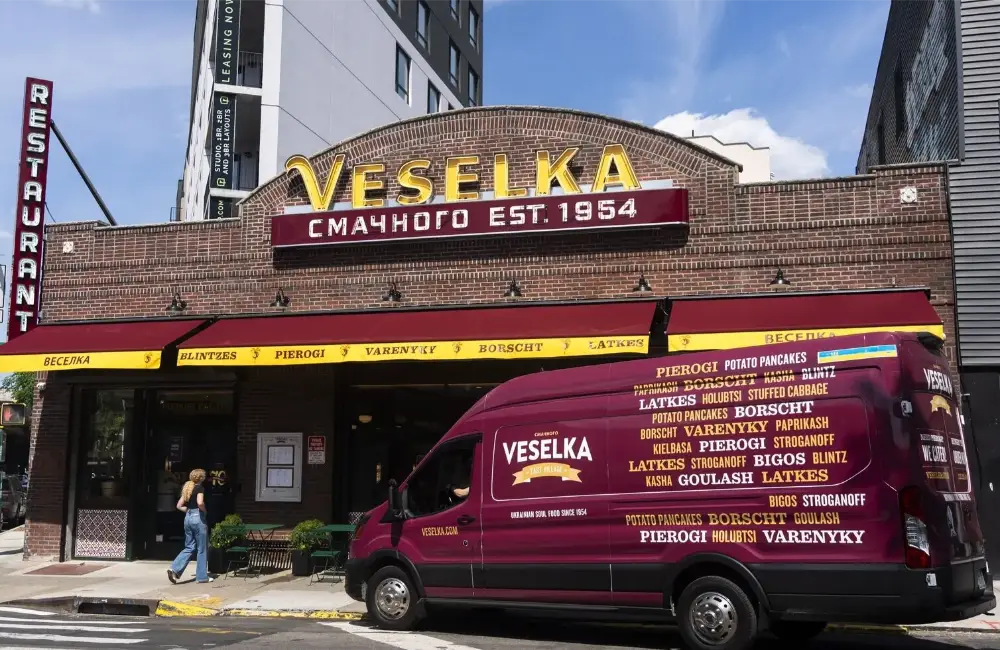 LEASING NOW
STUDIO, 1BR, 2BR
AND 3BR LAYOUTS
RESTAURANT
VESELKA
СМАЧНОГО EST. 1954
ВЕСЕЛКА
BLINTZES PIEROGI VARENYKY BORSCHT LATKES
ВЕСЕЛКА
PIEROGI POTATO PANCAKES
PAPRIKASH BORSCHT KASHA BLINTZ
LATKES HOLUBTSI STUFFED CABBAGE
POTATO PANCAKES BORSCHT
BORSCHT VARENYKY PAPRIKASH
KIELBASA PIEROGI STROGANOFF
LATKES STROGANOFF BIGOS BLINTZ
KASHA GOULASH LATKES
BIGOS STROGANOFF
POTATO PANCAKES BORSCHT GOULASH
PIEROGI HOLUBTSI VARENYKY
СМАЧНОГО
VESELKA
EAST VILLAGE
UKRAINIAN SOUL FOOD SINCE 1954
VESELKA.COM
VESELKA
WE CATER!